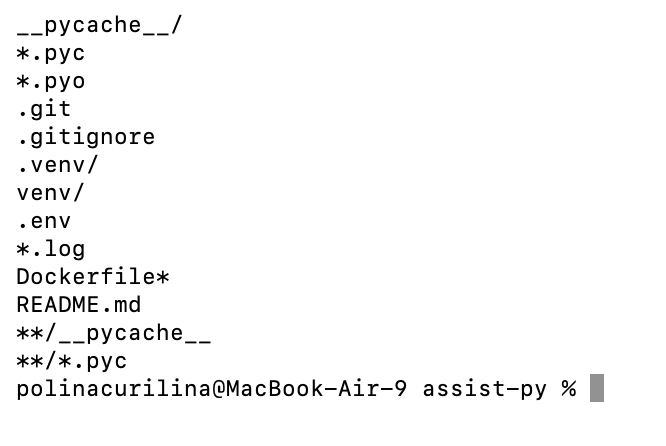 __pycache__/
*.pyc
*.pyo
.git
.gitignore
.venv/
venv/
.env
*.log
Dockerfile*
README.md
**/__pycache__
**/*.pyc
polinacurilina@MacBook-Air-9 assist-py %